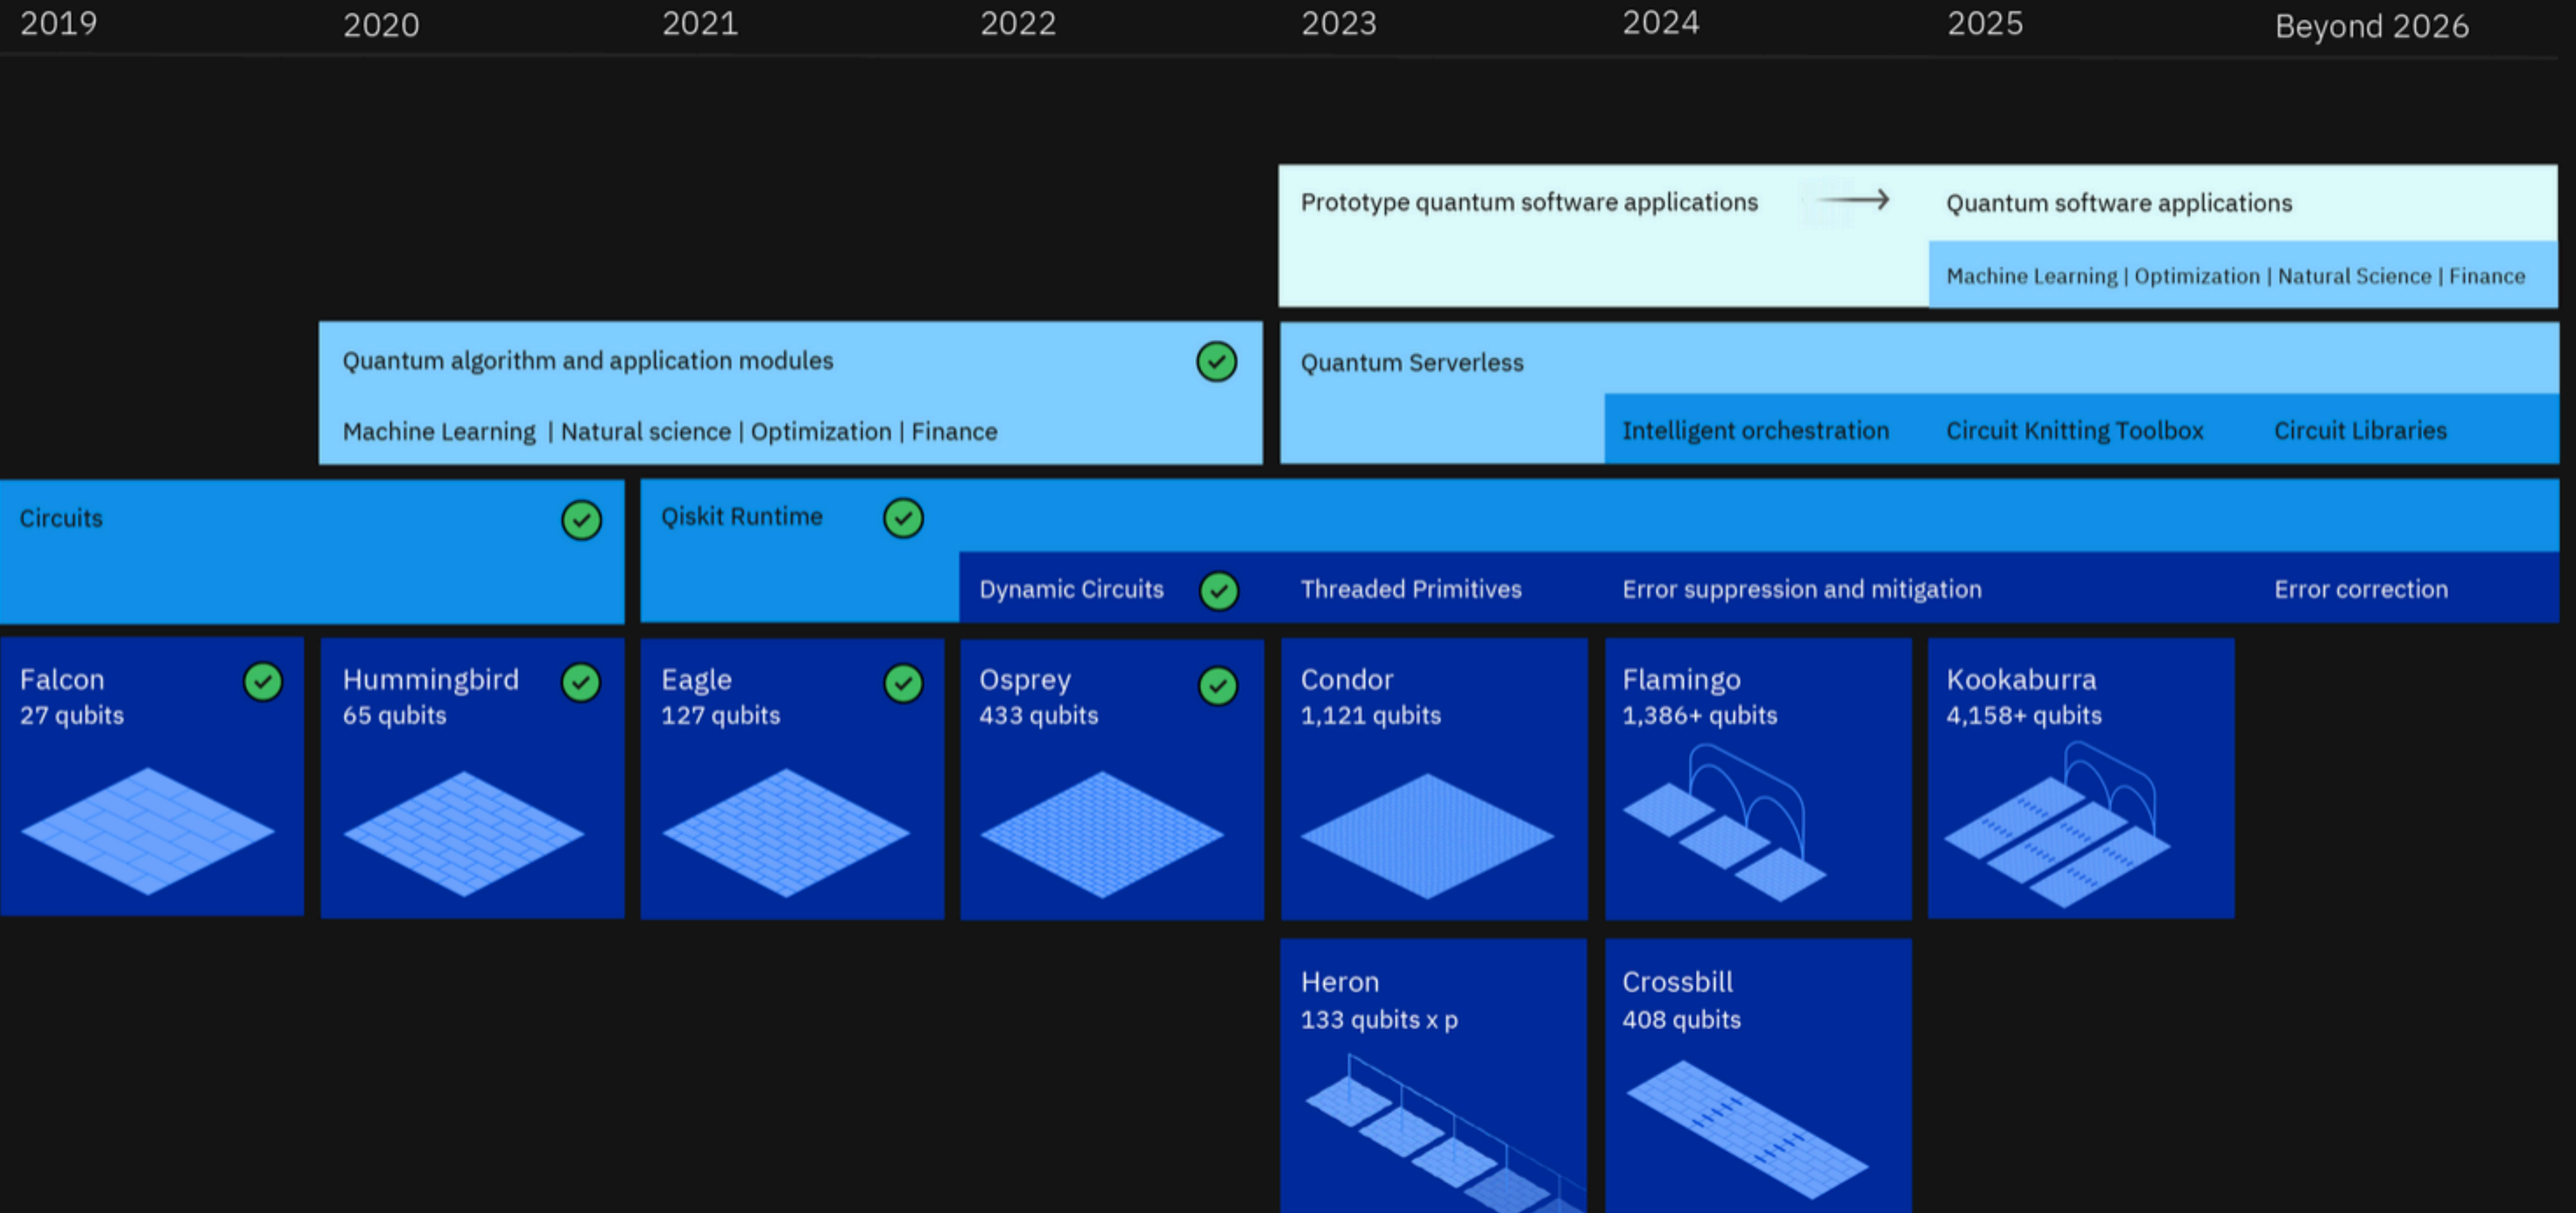 2019
2020
2021
2022
2023
2024
2025
Beyond 2026
Prototype quantum software applications
Quantum software applications
Machine Learning | Optimization | Natural Science | Finance
Quantum algorithm and application modules
Machine Learning | Natural science | Optimization | Finance
Quantum Serverless
Intelligent orchestration
Circuit Knitting Toolbox
Circuit Libraries
Circuits
Qiskit Runtime
Dynamic Circuits
Threaded Primitives
Error suppression and mitigation
Error correction
Falcon
27 qubits
Hummingbird
65 qubits
Eagle
127 qubits
Osprey
433 qubits
Condor
1,121 qubits
Flamingo
1,386+ qubits
Kookaburra
4,158+ qubits
Heron
133 qubits x p
Crossbill
408 qubits